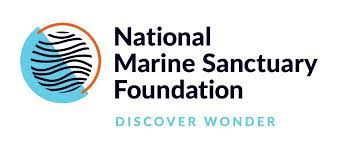 National
Marine Sanctuary
Foundation
DISCOVER WONDER